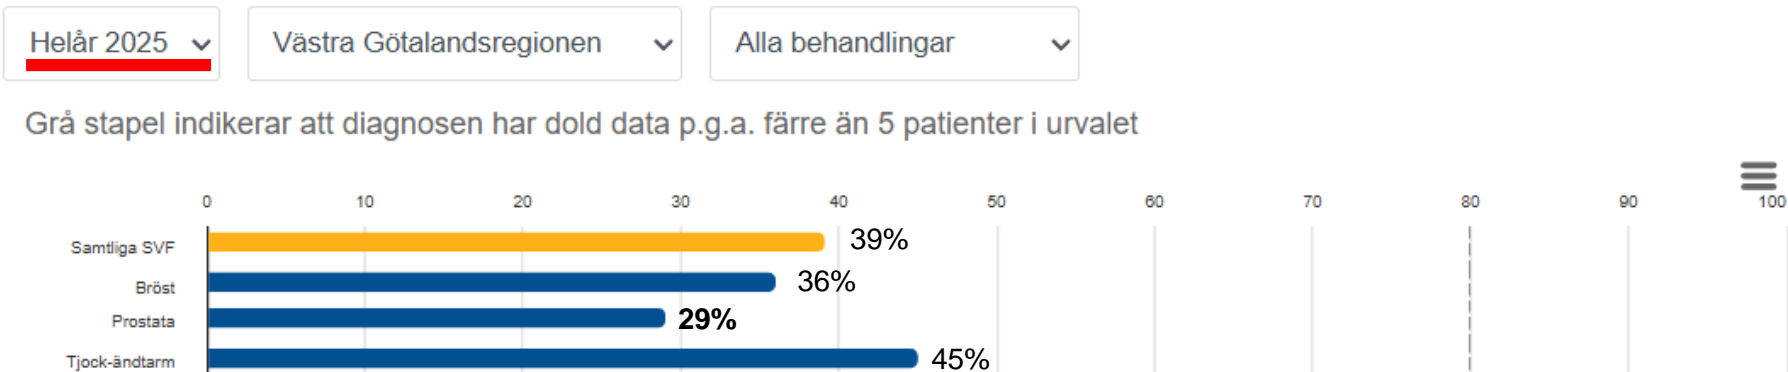 Helår 2025 Västra Götalandsregionen Alla behandlingar
Grå stapel indikerar att diagnosen har dold data p.g.a. färre än 5 patienter i urvalet
0 10 20 30 40 50 60 70 80 90 100
Samtliga SVF 39%
Bröst 36%
Prostata 29%
Tjock-ändtarm 45%